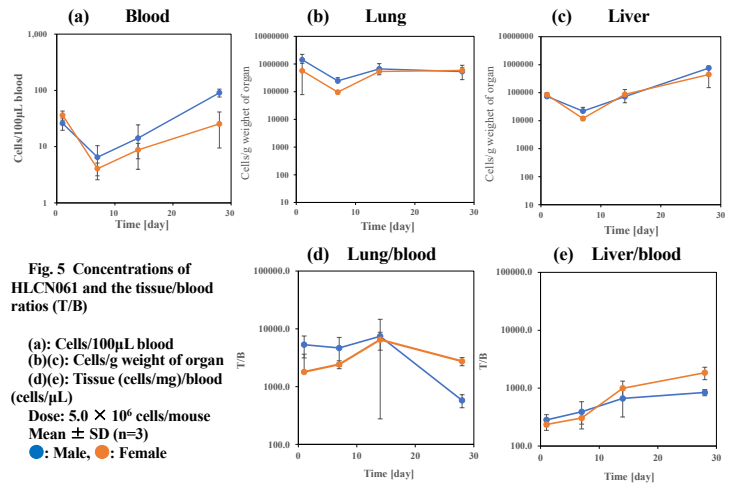 (a) Blood
1,000
100
10
1
0
10
20
30
Cells/100μL blood
Time [day]
(b) Lung
10000000
1000000
100000
10000
1000
100
10
0
10
20
30
Cells/g weighet of organ
Time [day]
(c) Liver
10000000
1000000
100000
10000
1000
100
10
0
10
20
30
Cells/g weighet of organ
Time [day]
Fig. 5 Concentrations of
HLCN061 and the tissue/blood
ratios (T/B)
(a): Cells/100μL blood
(b)(c): Cells/g weight of organ
(d)(e): Tissue (cells/mg)/blood
(cells/μL)
Dose: 5.0 × 10⁶ cells/mouse
Mean ± SD (n=3)
: Male, : Female
(d) Lung/blood
100000.0
10000.0
1000.0
100.0
0
10
20
30
T/B
Time [day]
(e) Liver/blood
100000.0
10000.0
1000.0
100.0
0
10
20
30
T/B
Time [day]